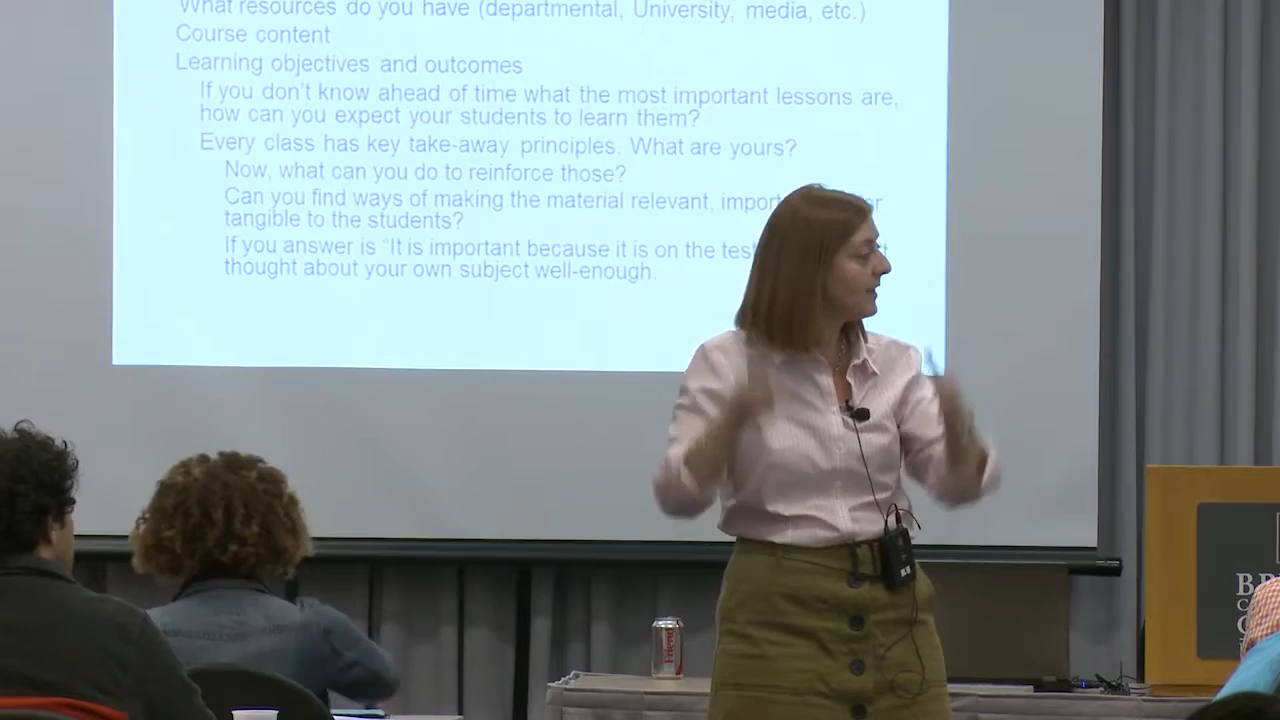 What resources do you have (departmental, University, media, etc.)
Course content
Learning objectives and outcomes
If you don't know ahead of time what the most important lessons are,
how can you expect your students to learn them?
Every class has key take-away principles. What are yours?
Now, what can you do to reinforce those?
Can you find ways of making the material relevant,
tangible to the students?
If you answer is "It is important because it is on the
thought about your own subject well-enough.
Friend